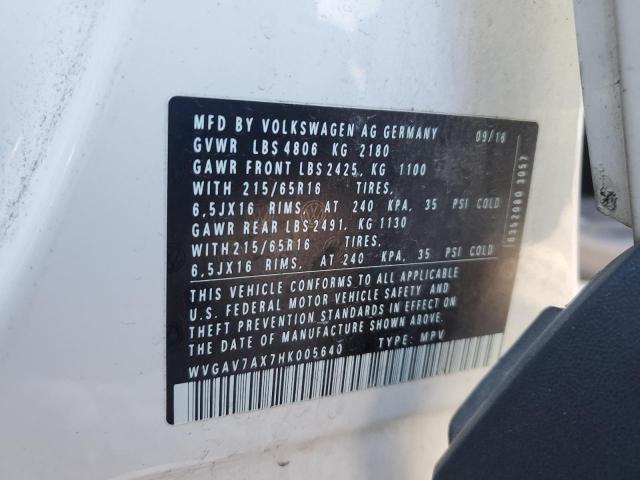 MFD BY VOLKSWAGEN AG GERMANY 09/16
GVWR LBS 4806 KG 2180
GAWR FRONT LBS 2425, KG 1100
WITH 215/65R16 TIRES,
6,5JX16 RIMS, AT 240 KPA, 35 PSI COLD
GAWR REAR LBS 2491, KG 1130
WITH 215/65R16 TIRES,
6,5JX16 RIMS, AT 240 KPA, 35 PSI COLD
THIS VEHICLE CONFORMS TO ALL APPLICABLE
U.S. FEDERAL MOTOR VEHICLE SAFETY AND
THEFT PREVENTION STANDARDS IN EFFECT ON
THE DATE OF MANUFACTURE SHOWN ABOVE.
WVGAV7AX7HK005640 TYPE: MPV
6352080 3057